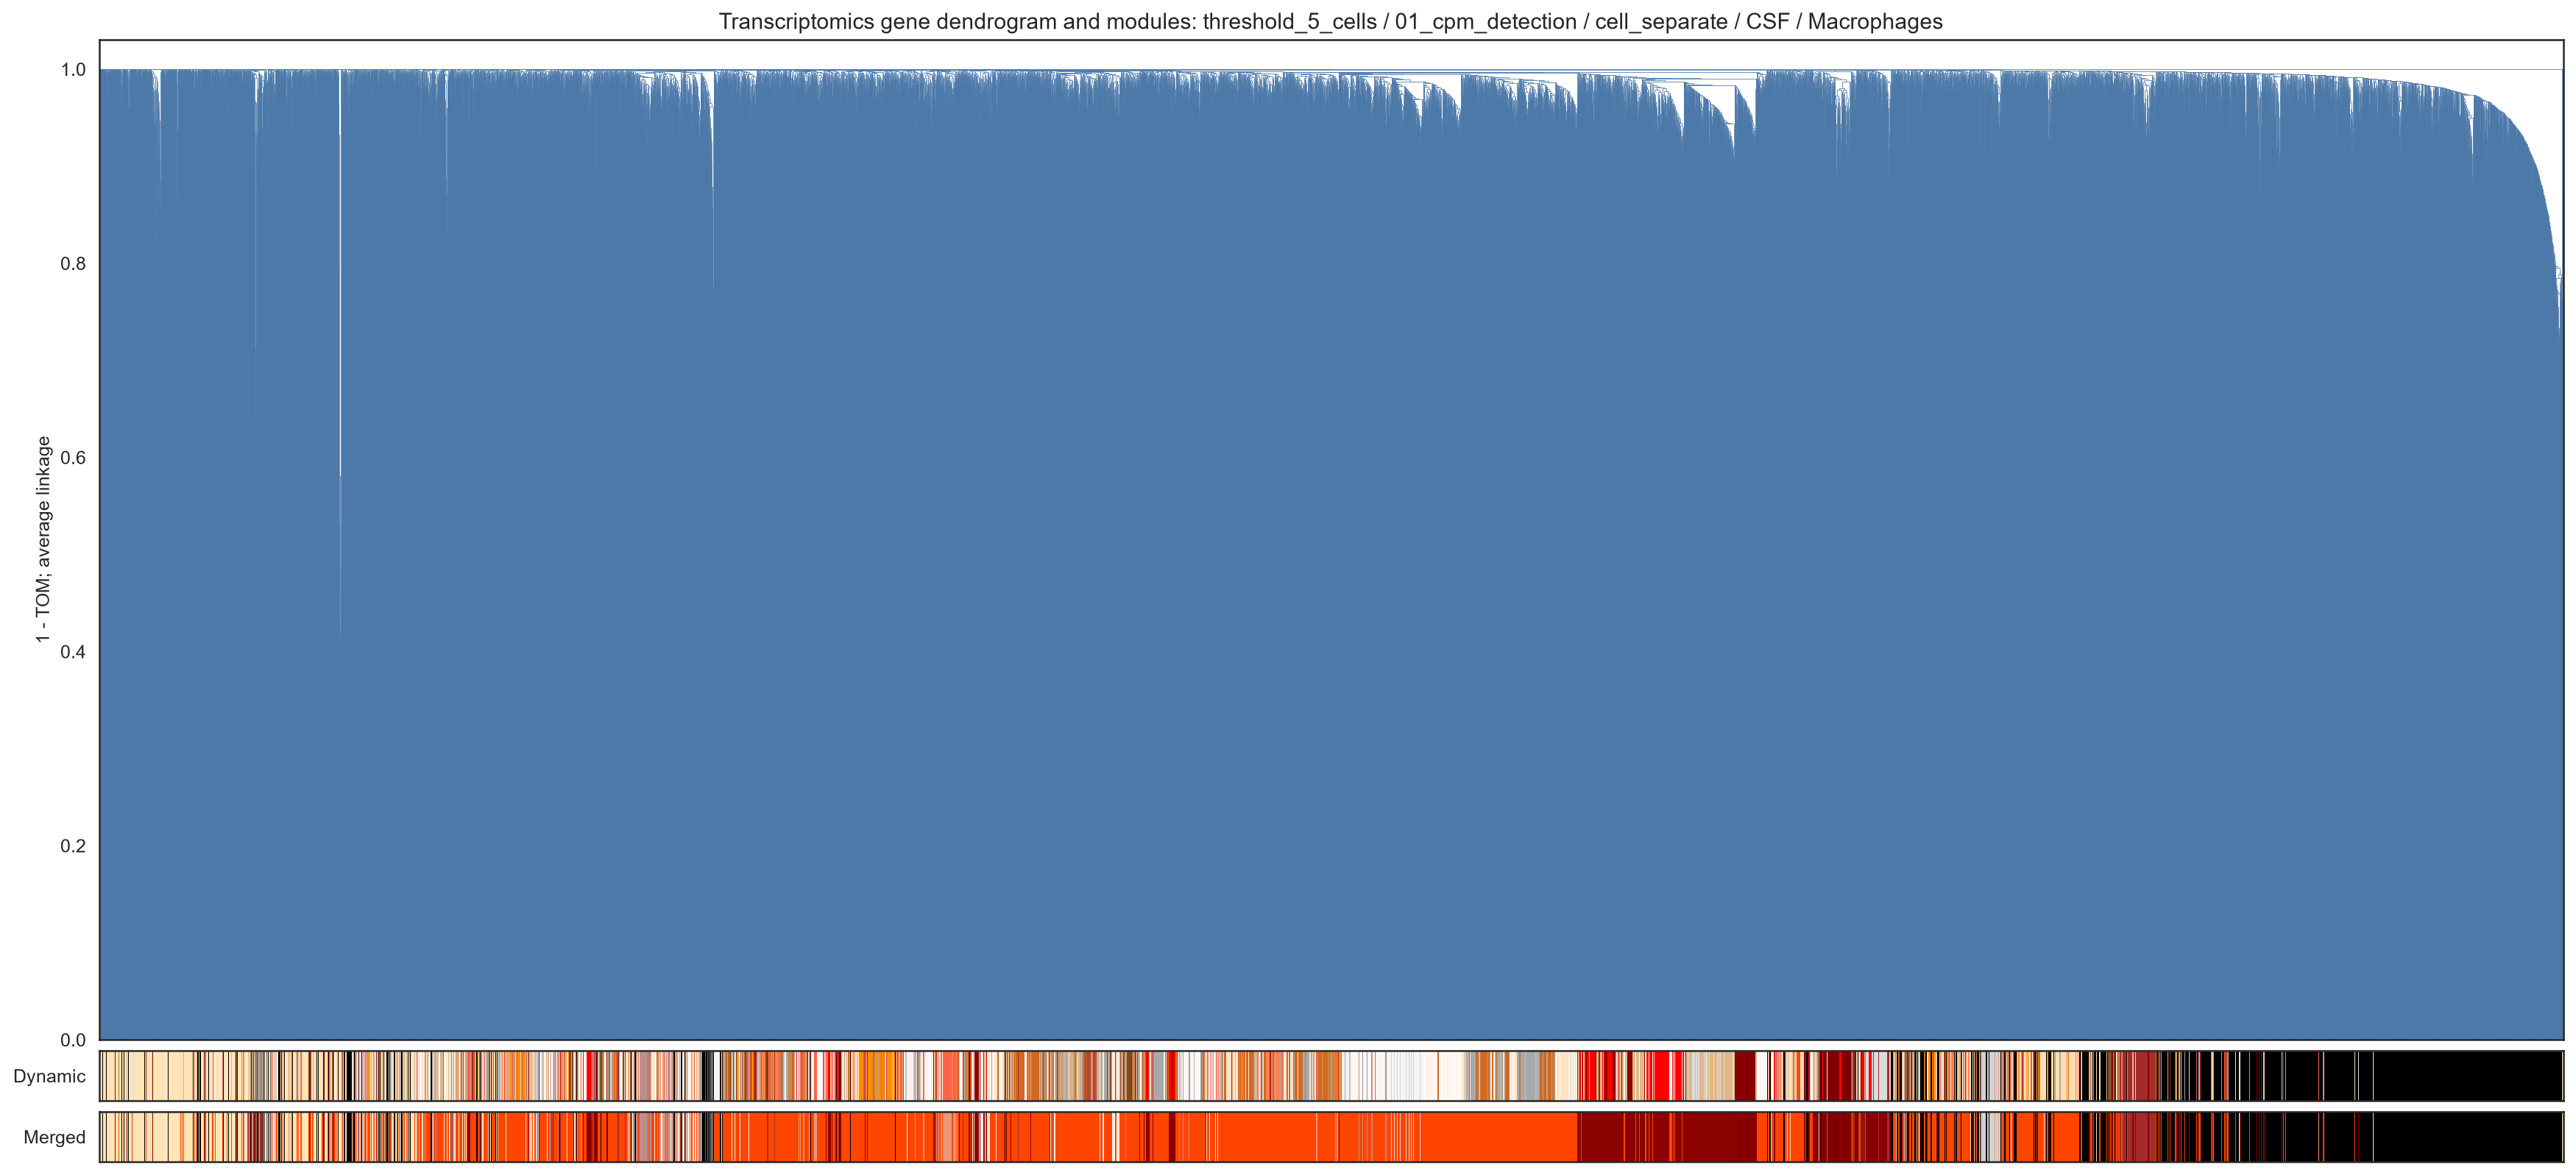 Transcriptomics gene dendrogram and modules: threshold_5_cells / 01_cpm_detection / cell_separate / CSF / Macrophages
1.0
0.8
0.6
0.4
0.2
0.0
1 - TOM; average linkage
Dynamic
Merged